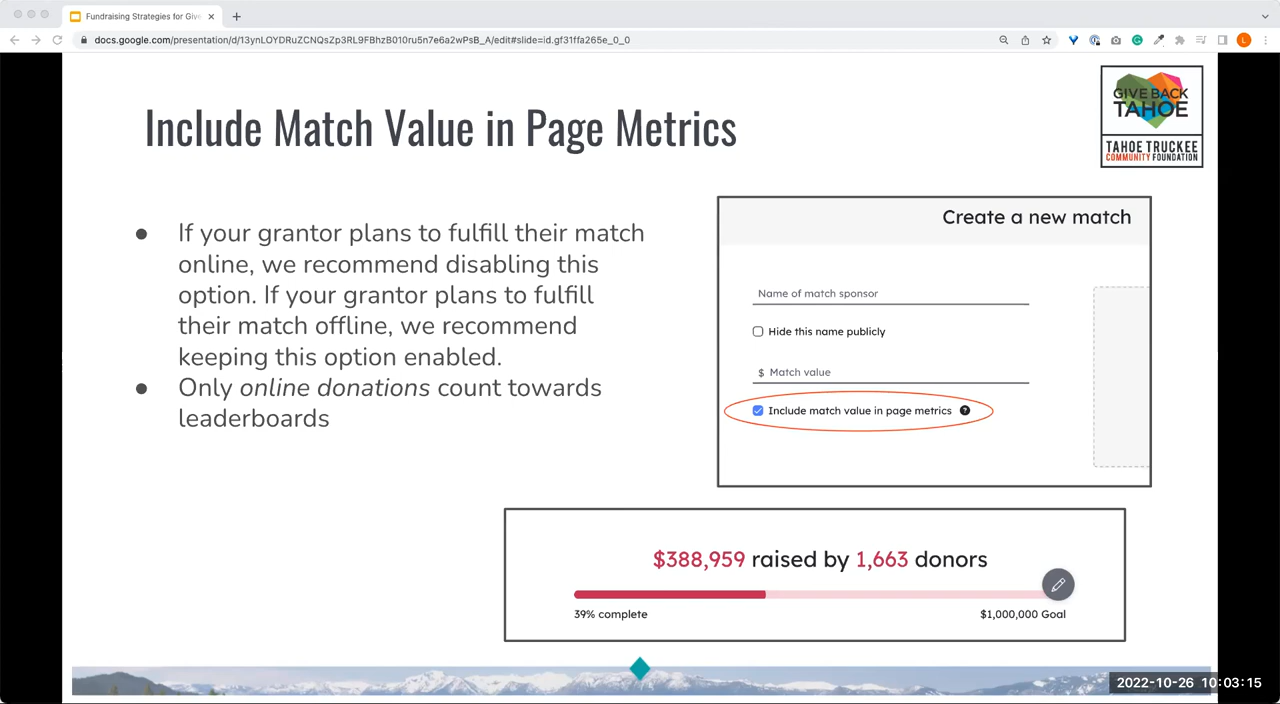 Fundraising Strategies for Give
docs.google.com/presentation/d/13ynLOYDRuZCNQsZp3RL9FBhzB010ru5n7e6a2wPsB_A/edit#slide=id.gf31ffa265e_0_0
L
GIVE BACK
TAHOE
TAHOE TRUCKEE
COMMUNITY FOUNDATION
Include Match Value in Page Metrics
● If your grantor plans to fulfill their match
online, we recommend disabling this
option. If your grantor plans to fulfill
their match offline, we recommend
keeping this option enabled.
● Only online donations count towards
leaderboards
Create a new match
Name of match sponsor
Hide this name publicly
$ Match value
Include match value in page metrics ?
$388,959 raised by 1,663 donors
39% complete
$1,000,000 Goal
2022-10-26 10:03:15